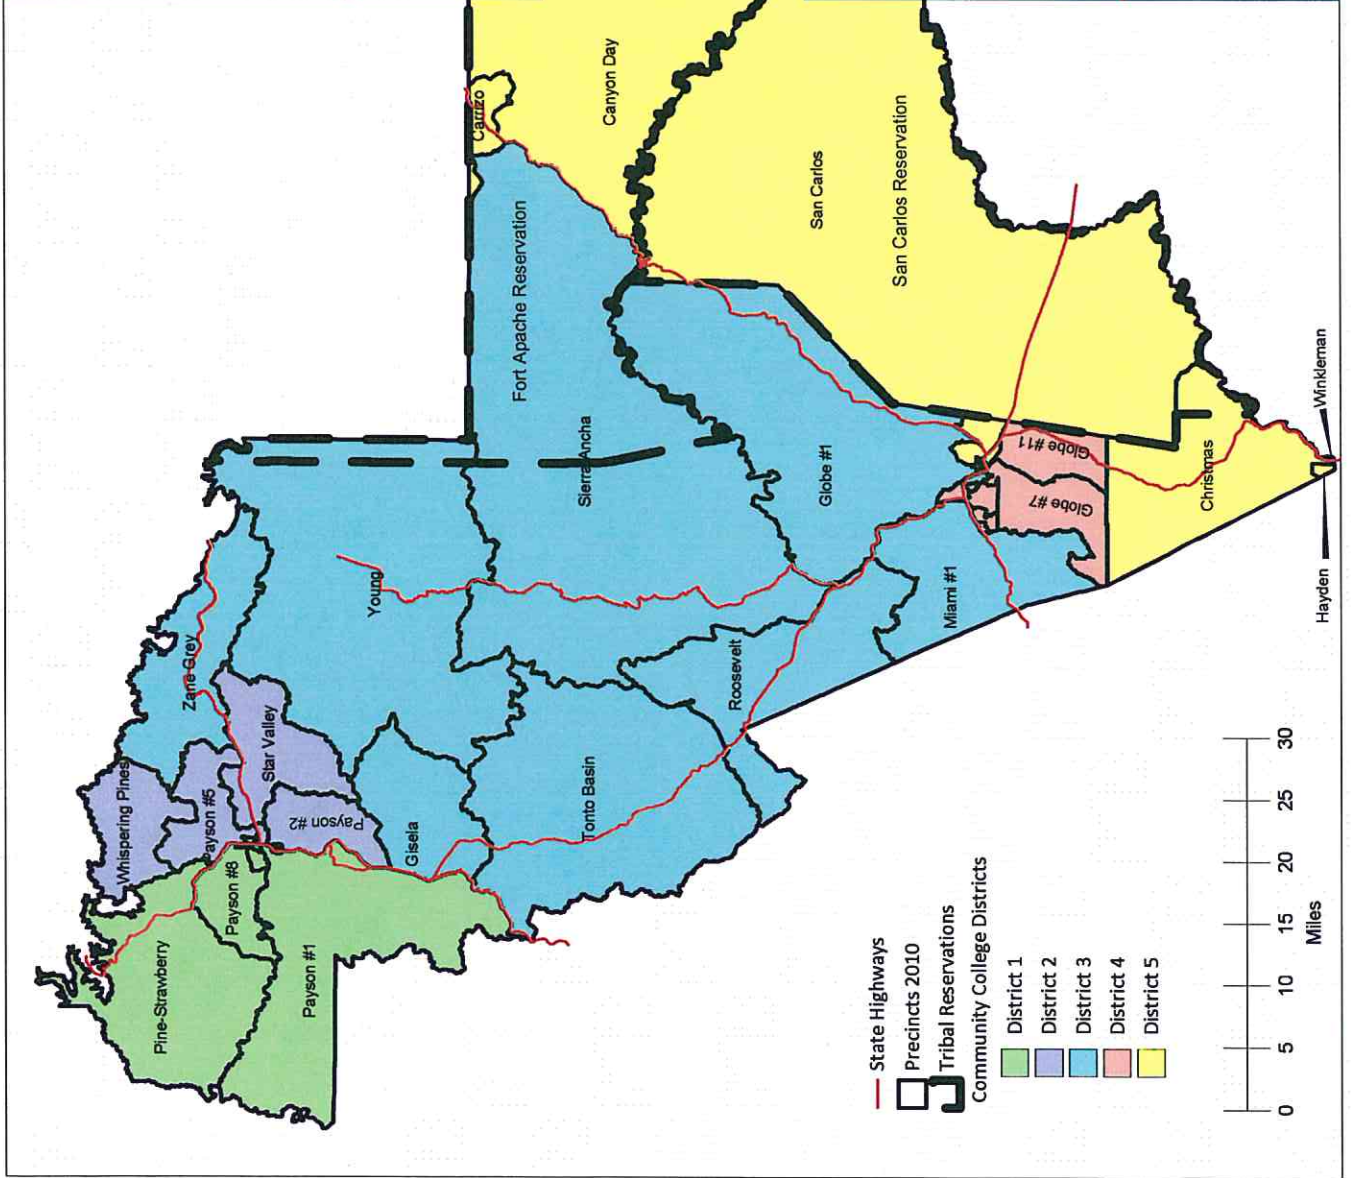 Pine-Strawberry
Whispering Pines
Payson #8
Payson #5
Payson #1
Payson #2
Star Valley
Zane Grey
Gisela
Young
Tonto Basin
Sierra Ancha
Fort Apache Reservation
Carrizo
Canyon Day
Roosevelt
Globe #1
San Carlos
San Carlos Reservation
Miami #1
Globe #7
Globe #11
Christmas
Hayden
Winkleman
State Highways
Precincts 2010
Tribal Reservations
Community College Districts
District 1
District 2
District 3
District 4
District 5
0 5 10 15 20 25 30
Miles